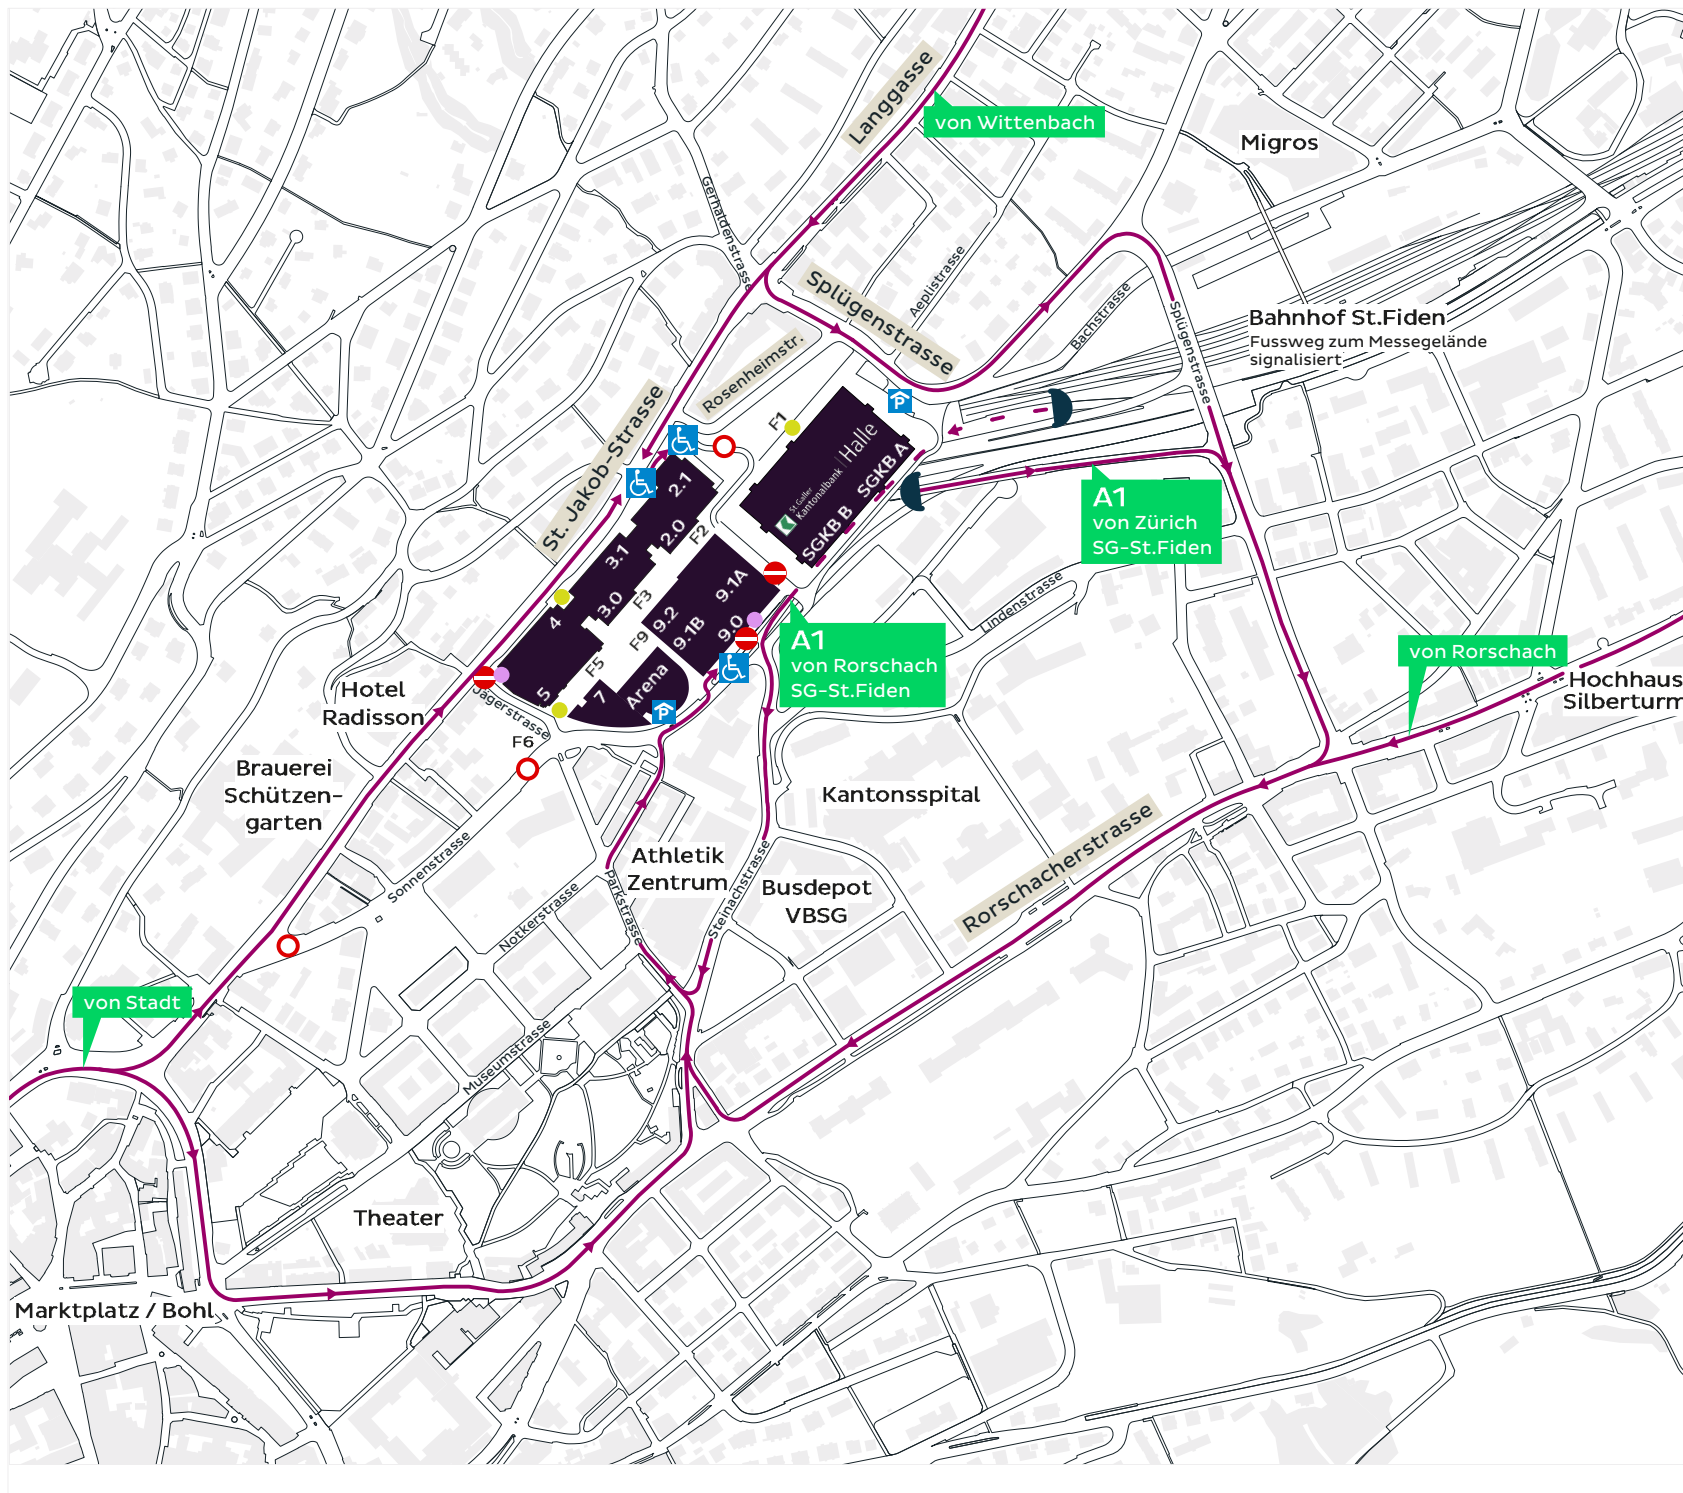 Langgasse
von Wittenbach
Migros
Gerhaldenstrasse
Splügenstrasse
Aeplistrasse
Bachstrasse
Splügenstrasse
Bahnhof St.Fiden
Fussweg zum Messegelände
signalisiert
Rosenheimstr.
St. Jakob-Strasse
P
F1
St.Galler
Kantonalbank
Halle
SGKB A
SGKB B
2.1
2.0
F2
3.1
3.0
F3
4
9.1A
9.2
9.1B
9.0
F9
F5
5
7
Arena
P
A1
von Zürich
SG-St.Fiden
Lindenstrasse
A1
von Rorschach
SG-St.Fiden
von Rorschach
Hochhaus
Silberturm
Hotel
Radisson
Jägerstrasse
F6
Brauerei
Schützen-
garten
Kantonsspital
Sonnenstrasse
Notkerstrasse
Parkstrasse
Athletik
Zentrum
Steinachstrasse
Busdepot
VBSG
Rorschacherstrasse
von Stadt
Museumstrasse
Theater
Marktplatz / Bohl